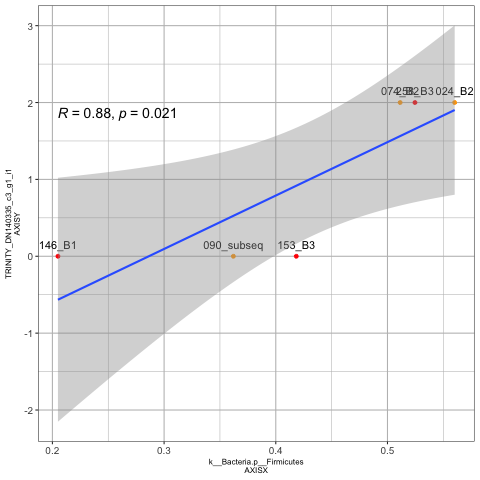 3
2
1
0
-1
-2
0.2
0.3
0.4
0.5
R = 0.88, p = 0.021
024_B2
146_B1
090_subseq
153_B3
TRINITY_DN140335_c3_g1_i1
AXISY
k__Bacteria.p__Firmicutes
AXISX